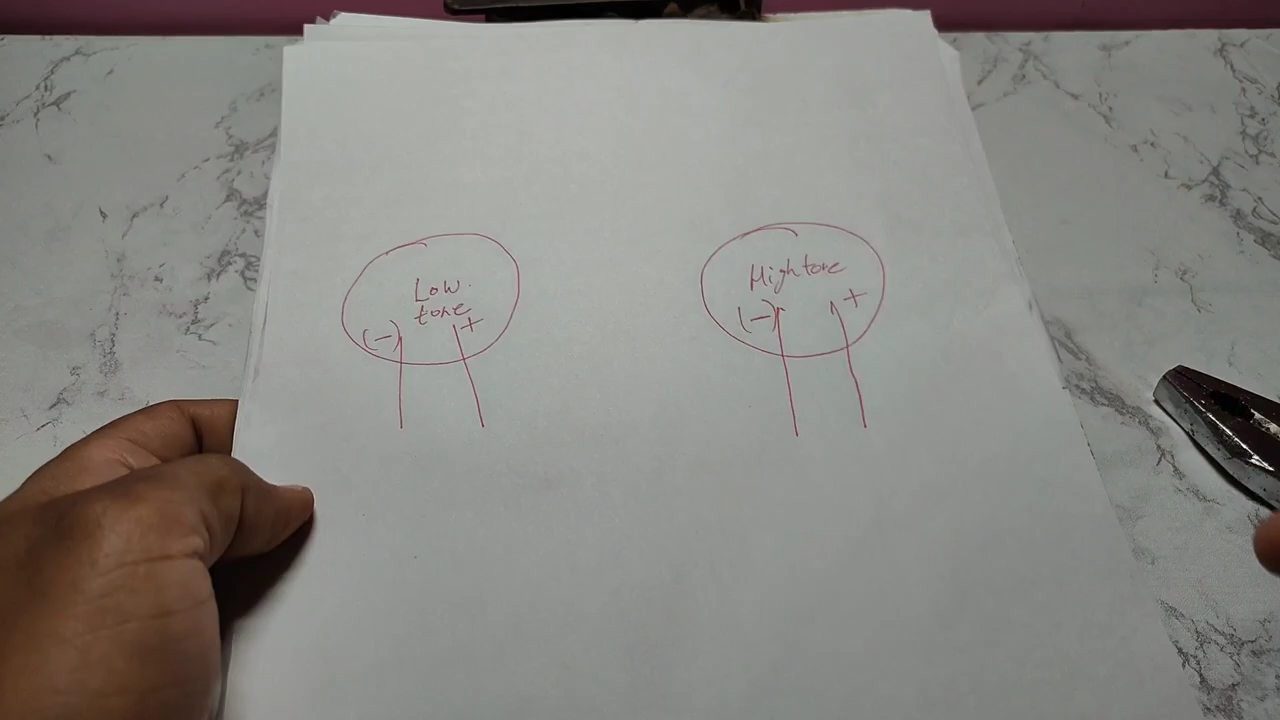 Low
tone
(-) +
High tone
(-) +